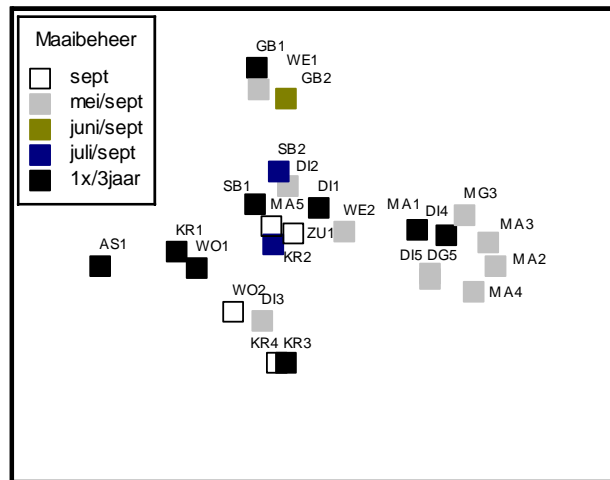 Maaibeheer
sept
mei/sept
juni/sept
juli/sept
1x/3jaar
GB1
WE1
GB2
SB2
DI2
SB1
MA5
DI1
ZU1
WE2
KR2
MA1
DI4
MG3
MA3
DI5 DG5
MA2
MA4
AS1
KR1
WO1
WO2
DI3
KR4 KR3